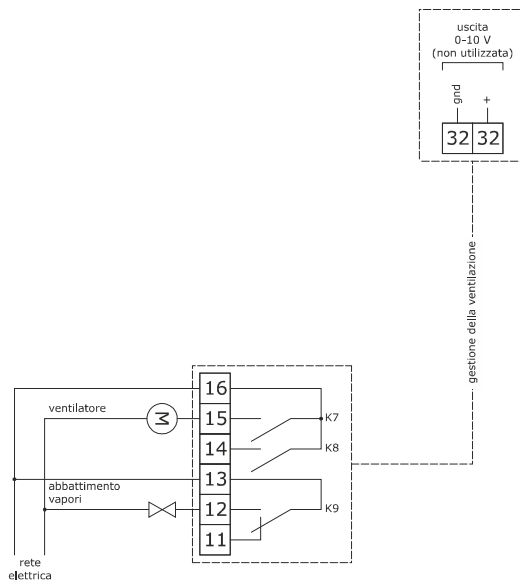 uscita
0-10 V
(non utilizzata)
gnd
+
32 32
gestione della ventilazione
16
ventilatore
M
15
K7
14
K8
13
abbattimento
vapori
12
K9
11
rete
elettrica